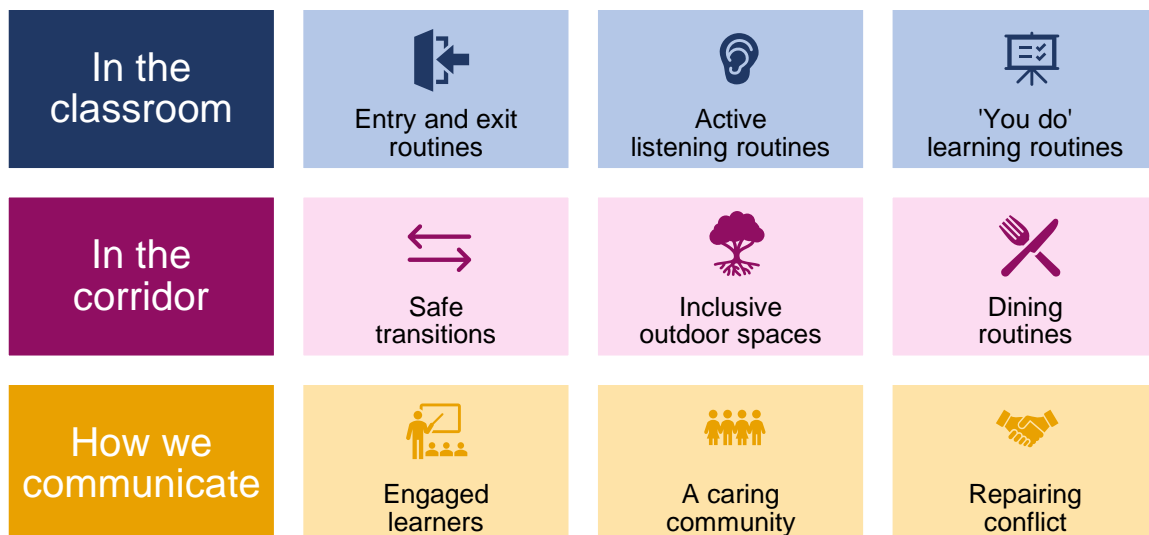 In the
classroom
Entry and exit
routines
Active
listening routines
'You do'
learning routines
In the
corridor
Safe
transitions
Inclusive
outdoor spaces
Dining
routines
How we
communicate
Engaged
learners
A caring
community
Repairing
conflict